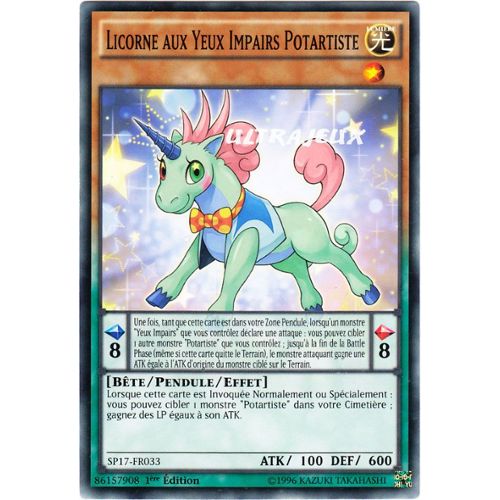 LICORNE AUX YEUX IMPAIRS POTARTISTE
LUMIÈRE
光
ULTRAJEUX
Une fois, tant que cette carte est dans votre Zone Pendule, lorsqu'un monstre
"Yeux Impairs" que vous contrôlez déclare une attaque : vous pouvez cibler
1 autre monstre "Potartiste" que vous contrôlez ; jusqu'à la fin de la Battle
Phase (même si cette carte quitte le Terrain), le monstre attaquant gagne une
ATK égale à l'ATK d'origine du monstre ciblé sur le Terrain.
8
8
[BÊTE/PENDULE/EFFET]
Lorsque cette carte est Invoquée Normalement ou Spécialement :
vous pouvez cibler 1 monstre "Potartiste" dans votre Cimetière ;
gagnez des LP égaux à son ATK.
SP17-FR033
ATK/ 100 DEF/ 600
86157908 1ère Édition
©1996 KAZUKI TAKAHASHI